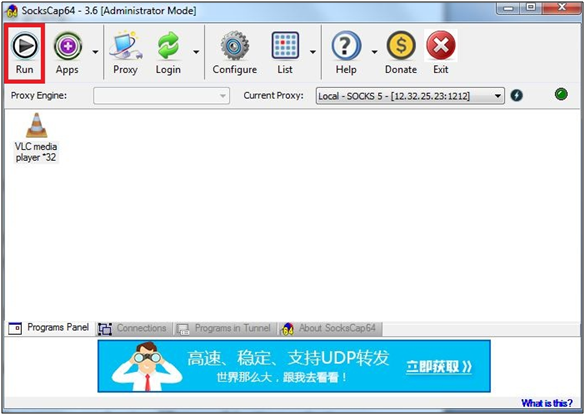 SocksCap64 - 3.6 [Administrator Mode]
Run Apps Proxy Login Configure List Help Donate Exit
Proxy Engine: Current Proxy: Local - SOCKS 5 - [12.32.25.23:1212]
VLC media
player *32
Programs Panel Connections Programs in Tunnel 64 About SocksCap64
高速、稳定、支持UDP转发
世界那么大，跟我去看看！
立即获取》
What is this?